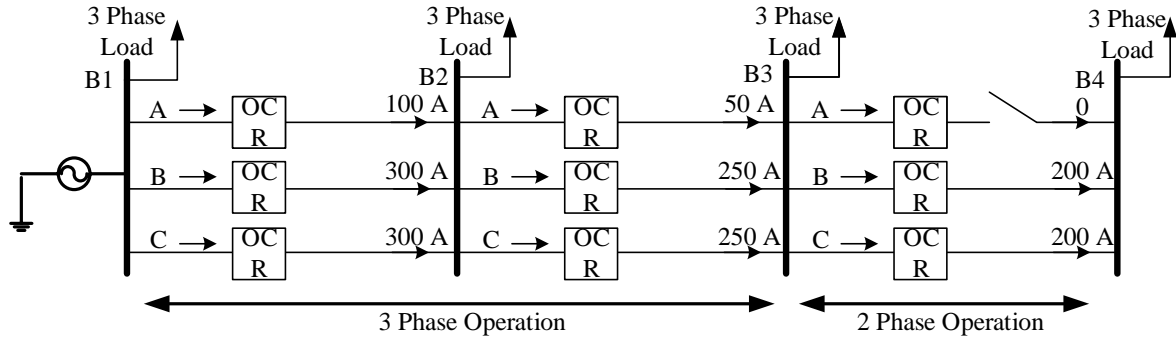 3 Phase
Load
3 Phase
Load
3 Phase
Load
3 Phase
Load
B1
B2
B3
B4
A
OC
R
100 A
A
OC
R
50 A
A
OC
R
0
B
OC
R
300 A
B
OC
R
250 A
B
OC
R
200 A
C
OC
R
300 A
C
OC
R
250 A
C
OC
R
200 A
3 Phase Operation
2 Phase Operation